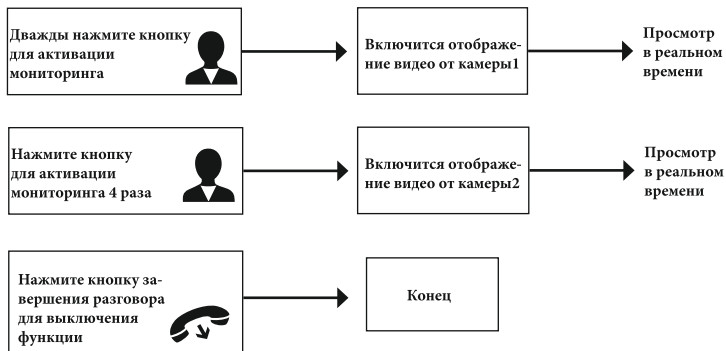 Дважды нажмите кнопку
для активации
мониторинга
Включится отображе-
ние видео от камеры1
Просмотр
в реальном
времени
Нажмите кнопку
для активации
мониторинга 4 раза
Включится отображе-
ние видео от камеры2
Просмотр
в реальном
времени
Нажмите кнопку за-
вершения разговора
для выключения
функции
Конец